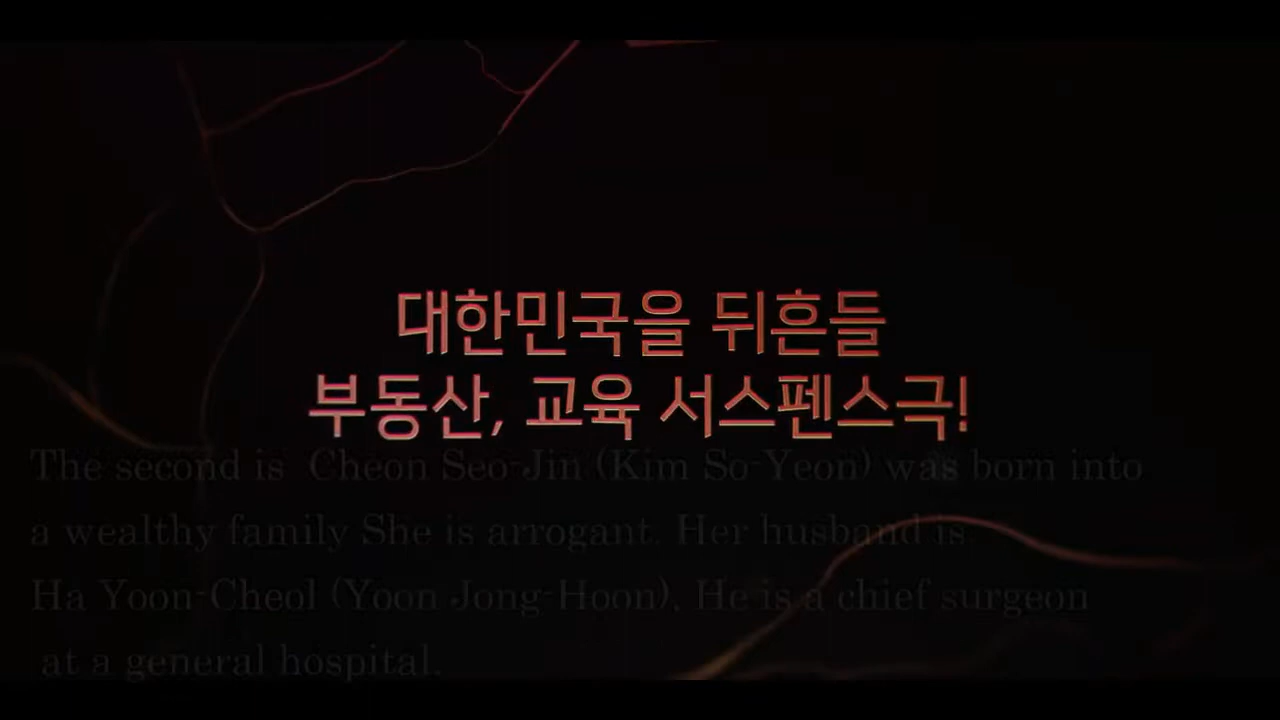 대한민국을 뒤흔들
부동산, 교육 서스펜스극!
The second is Cheon Seo-Jin (Kim So-Yeon) was born into
a wealthy family She is arrogant. Her husband is
Ha Yoon-Cheol (Yoon Jong-Hoon). He is a chief surgeon
at a general hospital.